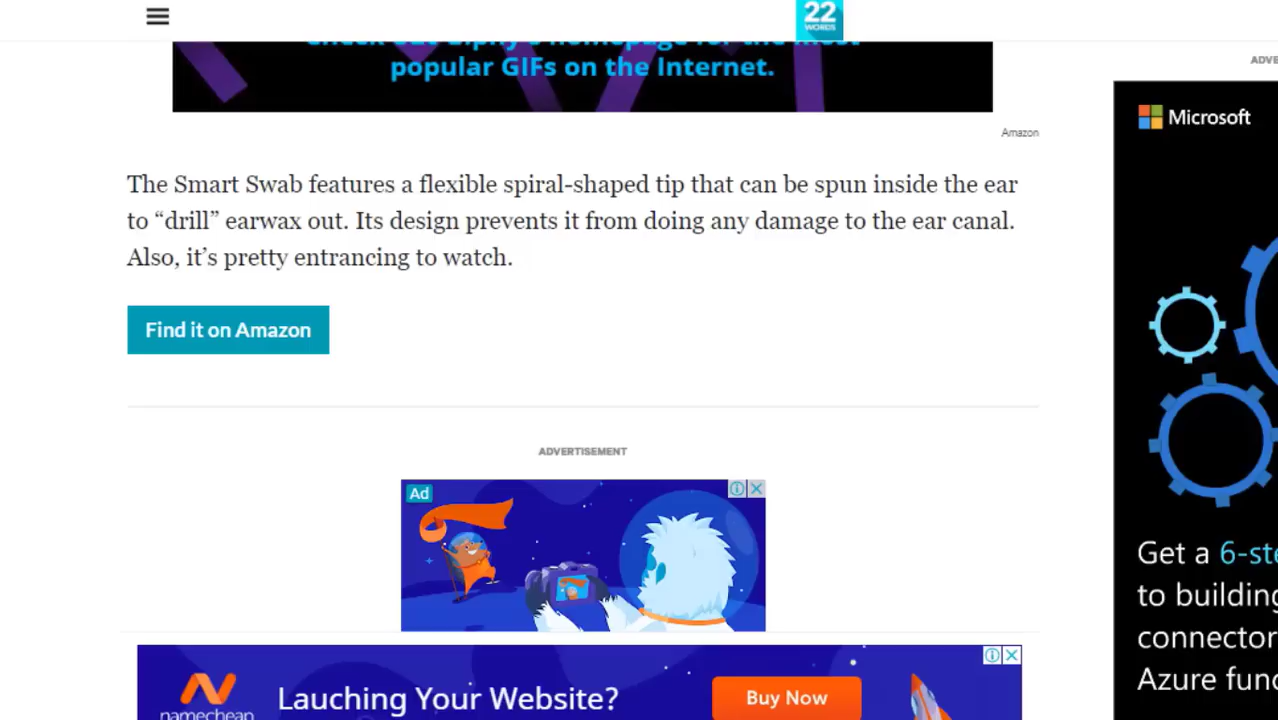 22
WORDS
popular GIFs on the Internet.
ADVE
Microsoft
Amazon
The Smart Swab features a flexible spiral-shaped tip that can be spun inside the ear
to “drill” earwax out. Its design prevents it from doing any damage to the ear canal.
Also, it’s pretty entrancing to watch.
Find it on Amazon
ADVERTISEMENT
Ad
Get a 6-ste
to building
connector
Azure func
namecheap
Lauching Your Website?
Buy Now